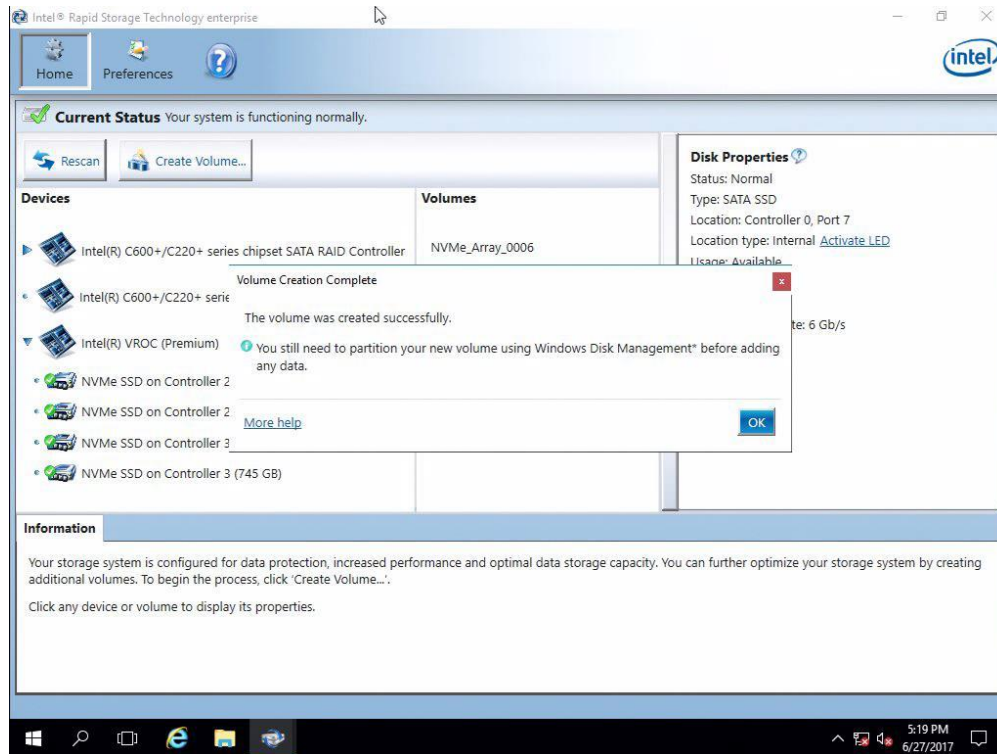 Intel® Rapid Storage Technology enterprise
Home
Preferences
?
intel
Current Status Your system is functioning normally.
Rescan
Create Volume...
Devices
Volumes
Intel(R) C600+/C220+ series chipset SATA RAID Controller
NVMe_Array_0006
Intel(R) C600+/C220+ serie
Intel(R) VROC (Premium)
NVMe SSD on Controller 2
NVMe SSD on Controller 2
NVMe SSD on Controller 3
NVMe SSD on Controller 3 (745 GB)
Disk Properties ?
Status: Normal
Type: SATA SSD
Location: Controller 0, Port 7
Location type: Internal Activate LED
Usage: Available
te: 6 Gb/s
Volume Creation Complete
x
The volume was created successfully.
You still need to partition your new volume using Windows Disk Management* before adding
any data.
More help
OK
Information
Your storage system is configured for data protection, increased performance and optimal data storage capacity. You can further optimize your storage system by creating
additional volumes. To begin the process, click 'Create Volume...'.
Click any device or volume to display its properties.
5:19 PM
6/27/2017